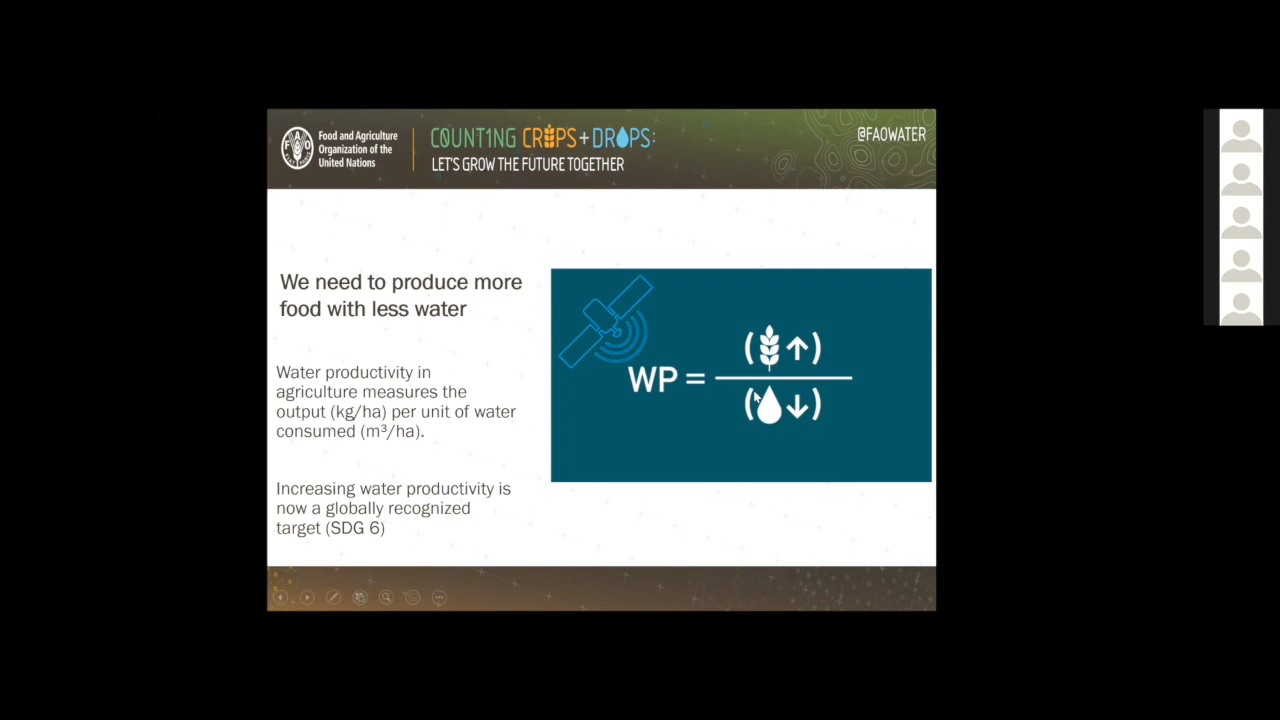 Food and Agriculture
Organization of the
United Nations
COUNT1NG CROPS+DROPS:
LET'S GROW THE FUTURE TOGETHER
@FAOWATER
We need to produce more
food with less water
Water productivity in
agriculture measures the
output (kg/ha) per unit of water
consumed (m³/ha).
Increasing water productivity is
now a globally recognized
target (SDG 6)
WP =